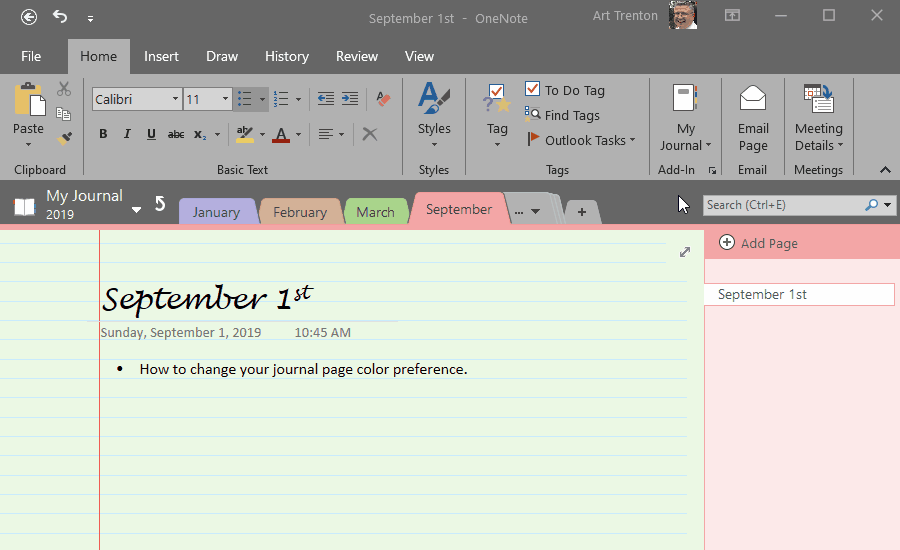 September 1st - OneNote
Art Trenton
File Home Insert Draw History Review View
Paste
Clipboard
Calibri 11
B I U abc x₂ ab A
Basic Text
Styles
Styles
Tag
To Do Tag
Find Tags
Outlook Tasks
Tags
My
Journal
Add-In
Email
Page
Email
Meeting
Details
Meetings
My Journal
2019
January February March September ... +
Search (Ctrl+E)
Add Page
September 1st
September 1st
Sunday, September 1, 2019 10:45 AM
• How to change your journal page color preference.